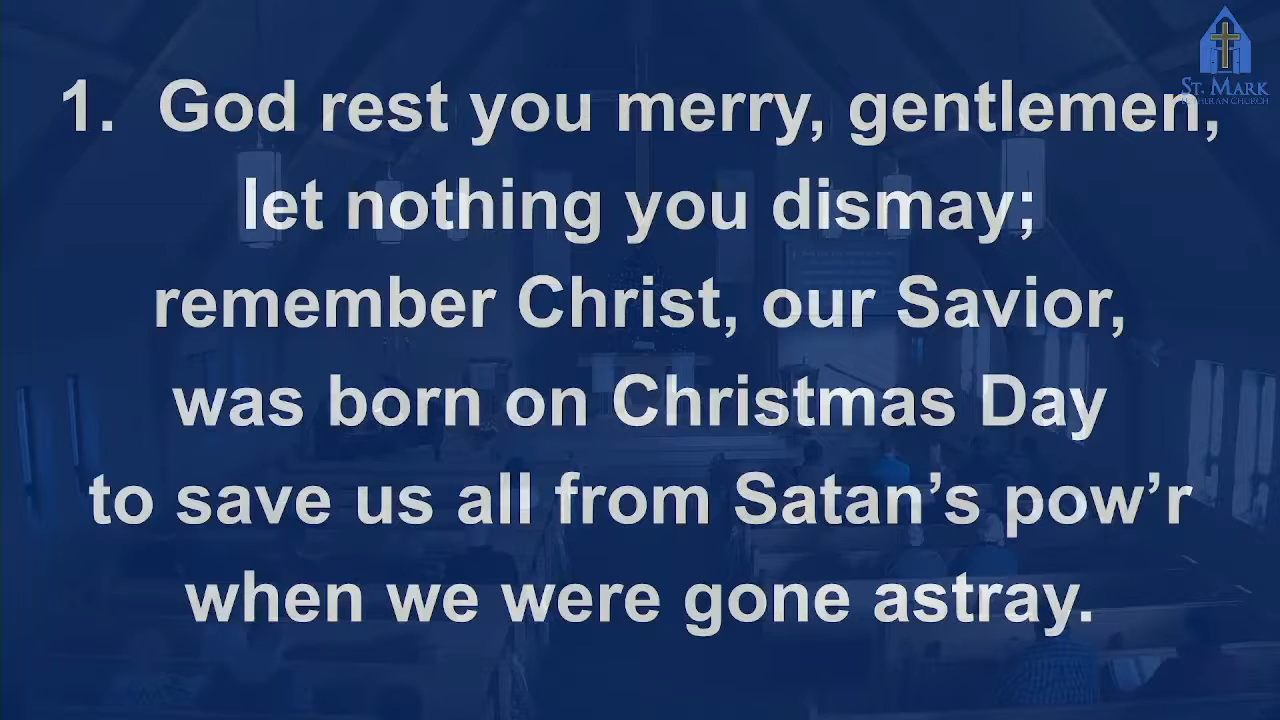 St. Mark
Lutheran Church
1. God rest you merry, gentlemen,
let nothing you dismay;
remember Christ, our Savior,
was born on Christmas Day
to save us all from Satan’s pow’r
when we were gone astray.